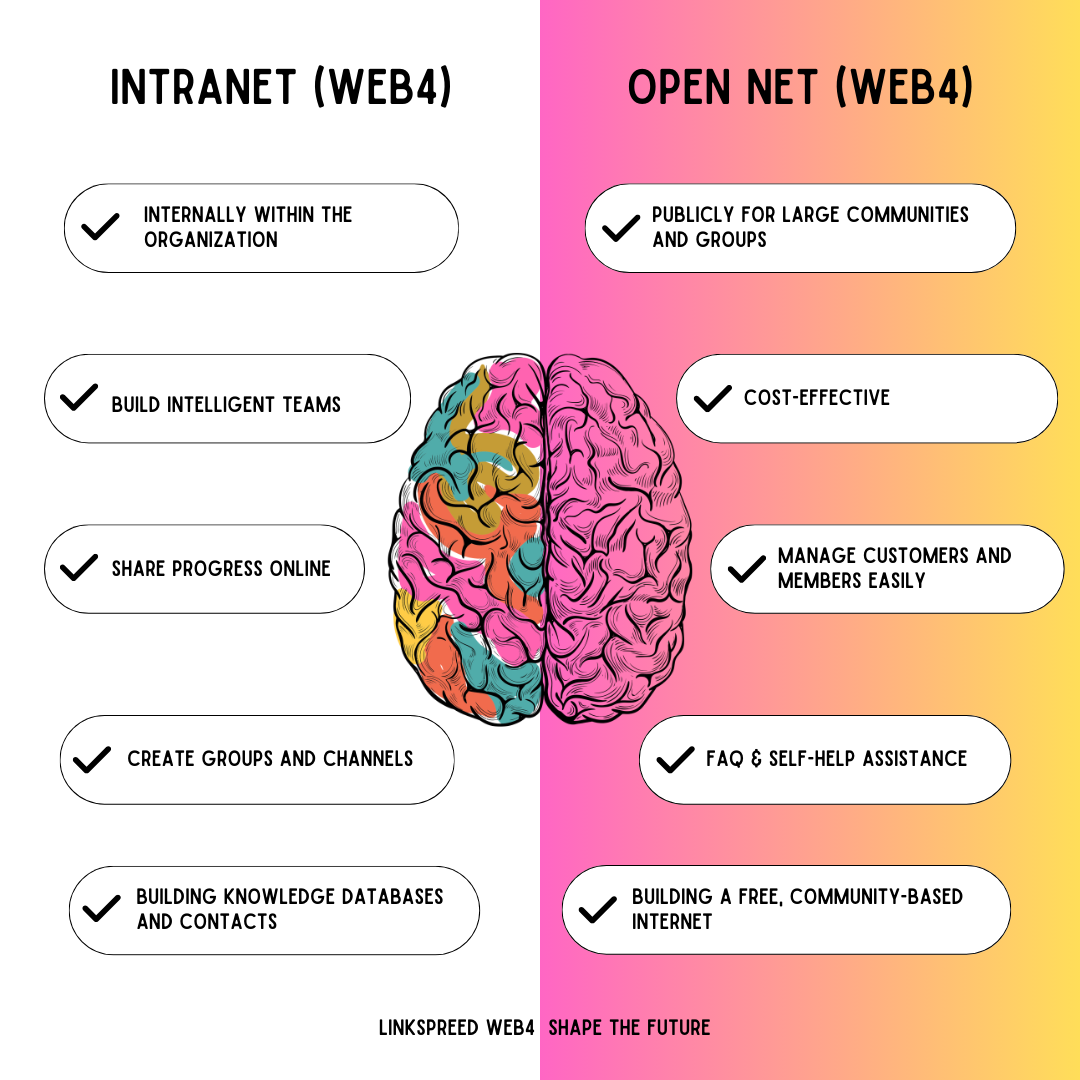 INTRANET (WEB4)
INTERNALLY WITHIN THE
ORGANIZATION
BUILD INTELLIGENT TEAMS
SHARE PROGRESS ONLINE
CREATE GROUPS AND CHANNELS
BUILDING KNOWLEDGE DATABASES
AND CONTACTS
OPEN NET (WEB4)
PUBLICLY FOR LARGE COMMUNITIES
AND GROUPS
COST-EFFECTIVE
MANAGE CUSTOMERS AND
MEMBERS EASILY
FAQ & SELF-HELP ASSISTANCE
BUILDING A FREE, COMMUNITY-BASED
INTERNET
LINKSPREED WEB4 SHAPE THE FUTURE